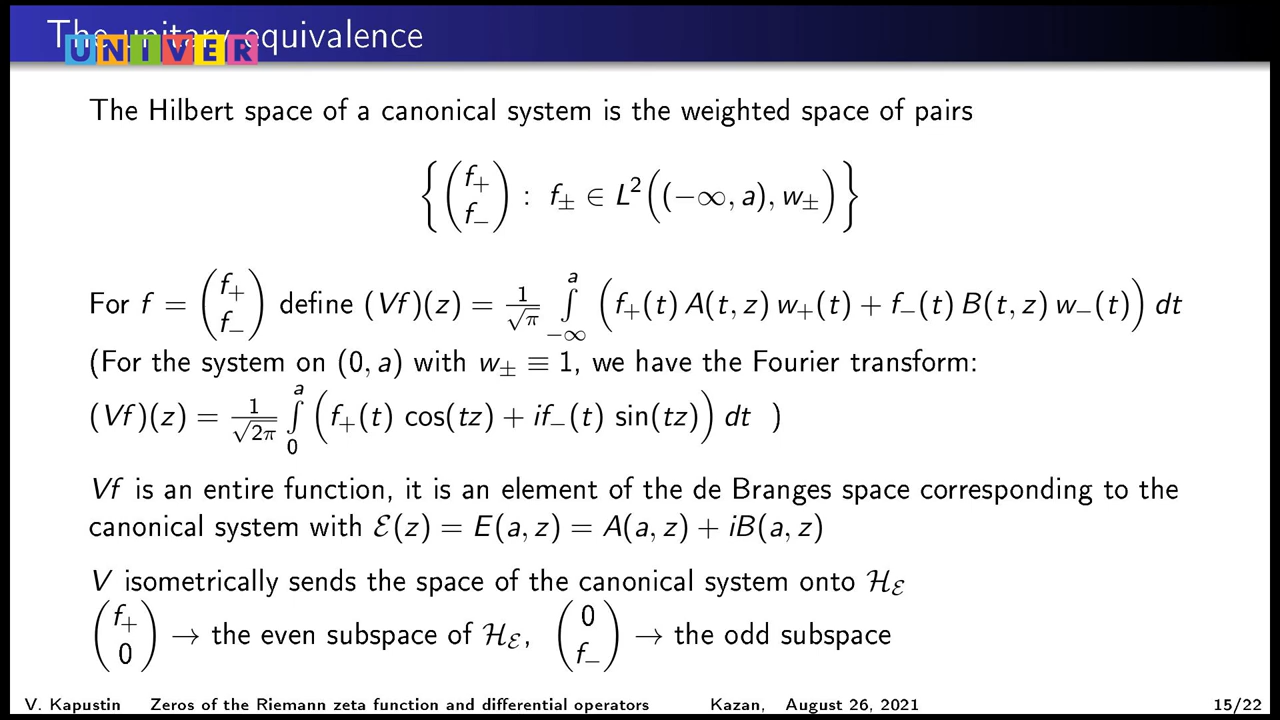 The unitary equivalence
UNIVER
The Hilbert space of a canonical system is the weighted space of pairs
{(f₊ f₋) : f± ∈ L²((−∞, a), w±)}
For f = (f₊ f₋) define (Vf)(z) = 1/√π ∫_{−∞}^{a} (f₊(t) A(t, z) w₊(t) + f₋(t) B(t, z) w₋(t)) dt
(For the system on (0, a) with w± ≡ 1, we have the Fourier transform:
(Vf)(z) = 1/√2π ∫_{0}^{a} (f₊(t) cos(tz) + if₋(t) sin(tz)) dt )
Vf is an entire function, it is an element of the de Branges space corresponding to the
canonical system with ℰ(z) = E(a, z) = A(a, z) + iB(a, z)
V isometrically sends the space of the canonical system onto ℋ_ℰ
(f₊ 0) → the even subspace of ℋ_ℰ, (0 f₋) → the odd subspace
V. Kapustin Zeros of the Riemann zeta function and differential operators Kazan, August 26, 2021 15/22